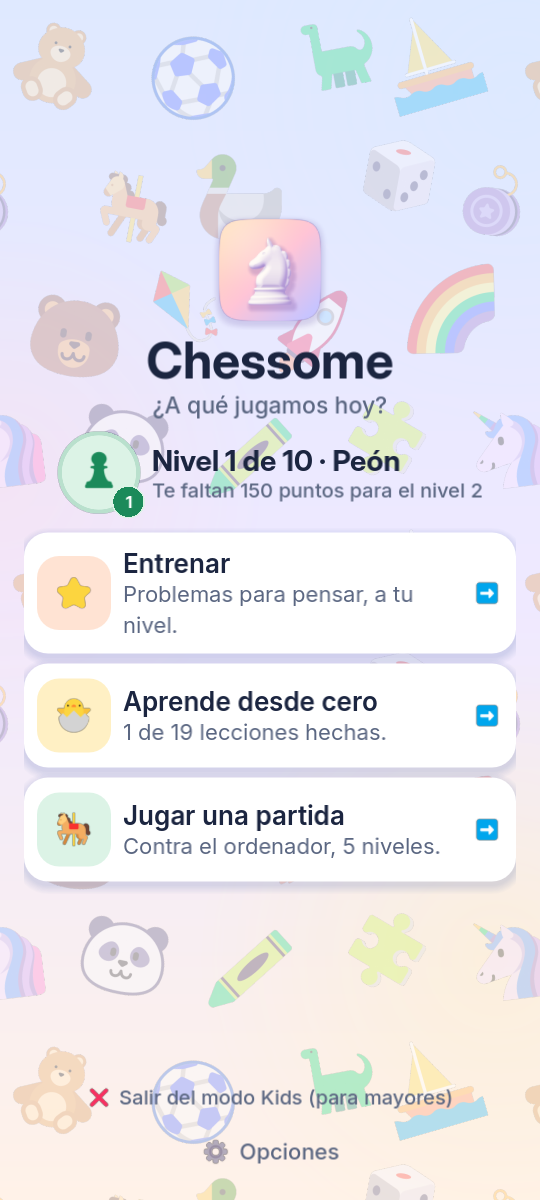 Chessome
¿A qué jugamos hoy?
Nivel 1 de 10 · Peón
Te faltan 150 puntos para el nivel 2
1
Entrenar
Problemas para pensar, a tu
nivel.
Aprende desde cero
1 de 19 lecciones hechas.
Jugar una partida
Contra el ordenador, 5 niveles.
Salir del modo Kids (para mayores)
Opciones